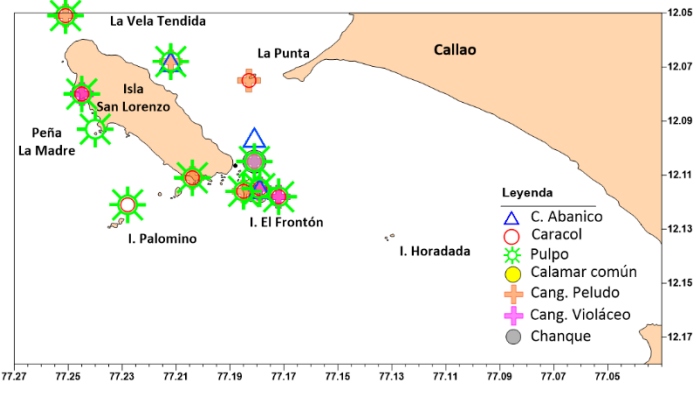 12.05
La Vela Tendida
La Punta
Callao
12.07
Isla
San Lorenzo
12.09
Peña
La Madre
12.11
Leyenda
C. Abanico
I. El Frontón
Caracol
12.13
I. Palomino
I. Horadada
Pulpo
Calamar común
12.15
Cang. Peludo
Cang. Violáceo
Chanque
12.17
77.27 77.25 77.23 77.21 77.19 77.17 77.15 77.13 77.11 77.09 77.07 77.05